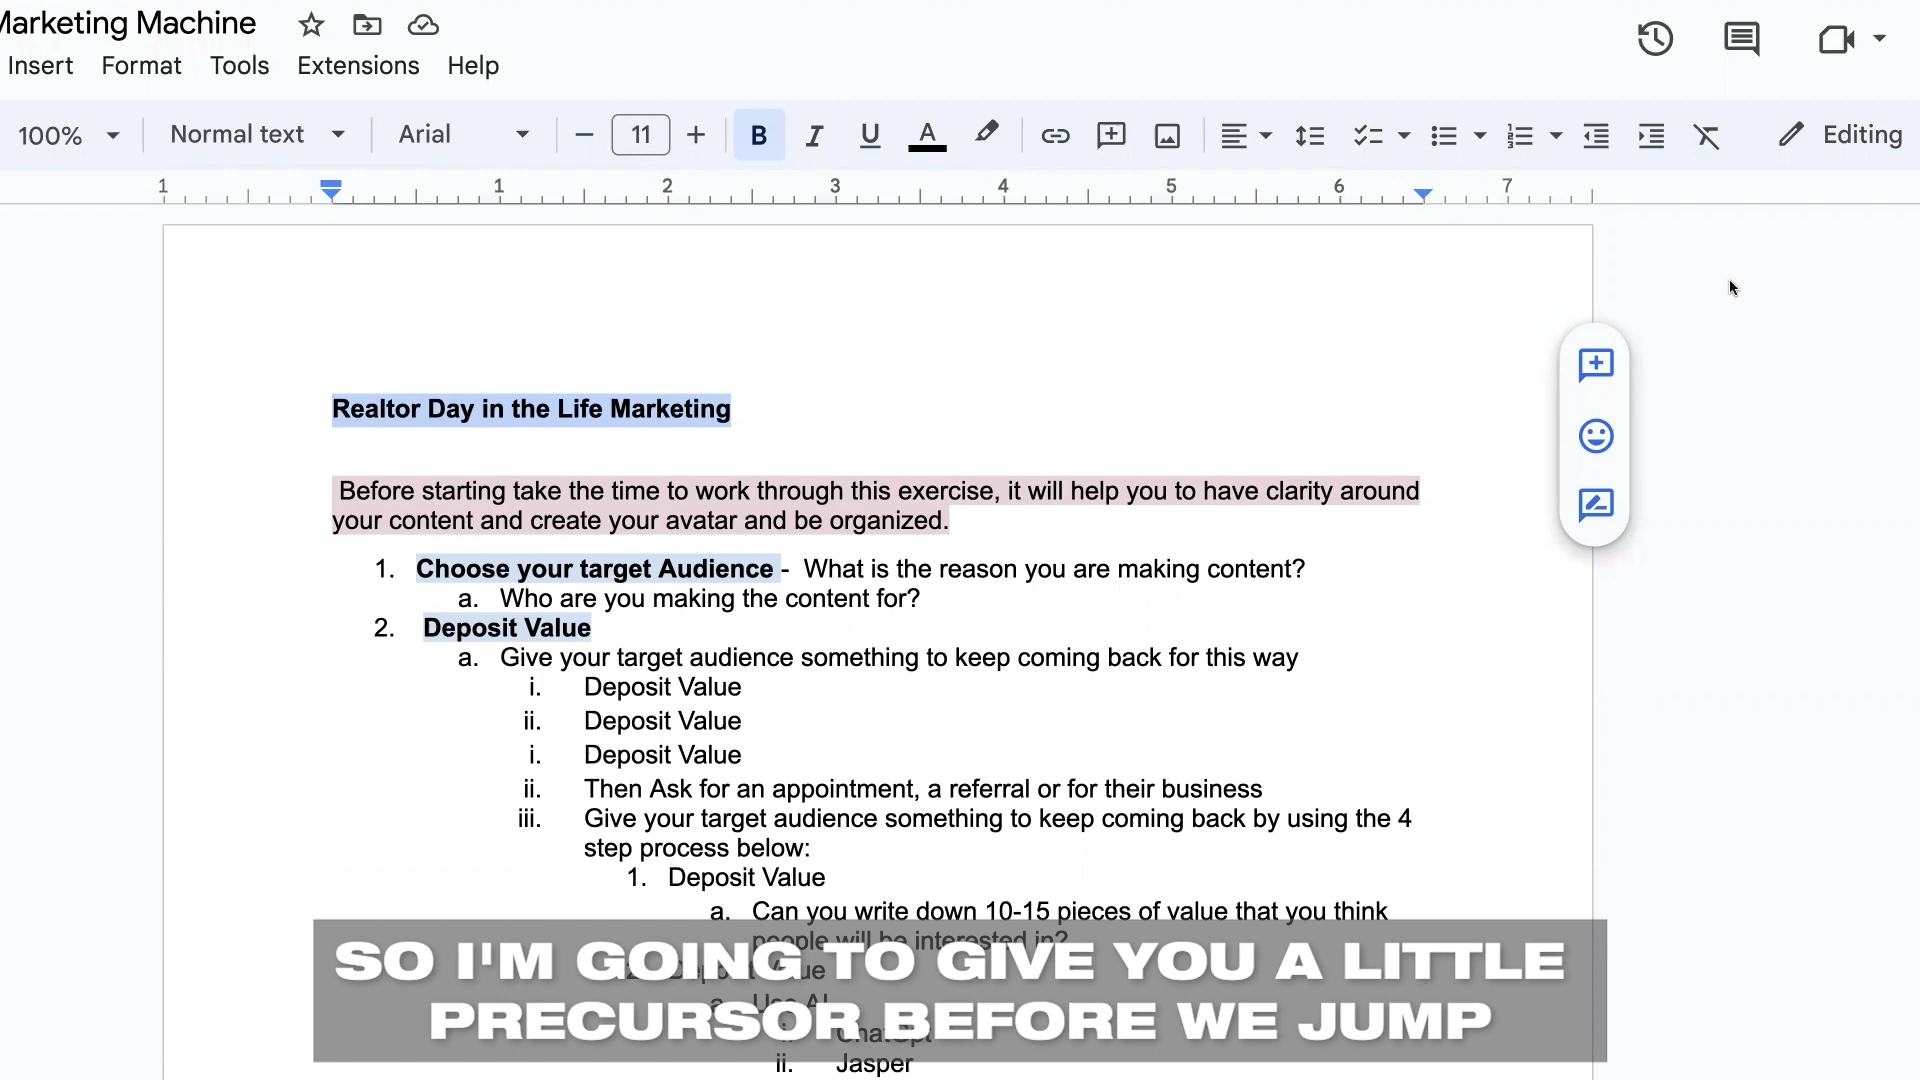 Marketing Machine
Insert Format Tools Extensions Help
100% Normal text Arial 11 B I U A Editing
1 1 2 3 4 5 6 7
Realtor Day in the Life Marketing
Before starting take the time to work through this exercise, it will help you to have clarity around
your content and create your avatar and be organized.
1. Choose your target Audience - What is the reason you are making content?
a. Who are you making the content for?
2. Deposit Value
a. Give your target audience something to keep coming back for this way
i. Deposit Value
ii. Deposit Value
i. Deposit Value
ii. Then Ask for an appointment, a referral or for their business
iii. Give your target audience something to keep coming back by using the 4
step process below:
1. Deposit Value
a. Can you write down 10-15 pieces of value that you think
people will be interested in?
2. Deposit Value
a. Use AI
i. ChatGpt
ii. Jasper
SO I'M GOING TO GIVE YOU A LITTLE
PRECURSOR BEFORE WE JUMP